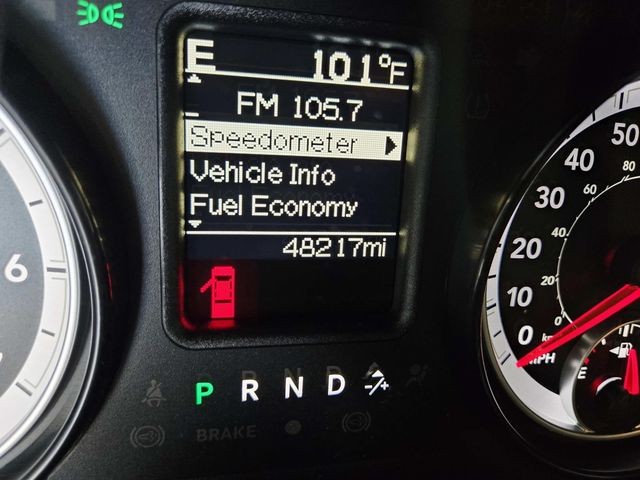 E 101°F
FM 105.7
Speedometer
Vehicle Info
Fuel Economy
48217mi
P R N D -/+
BRAKE
6
50
40
30
20
10
0
MPH
80
60
40
20
0
E